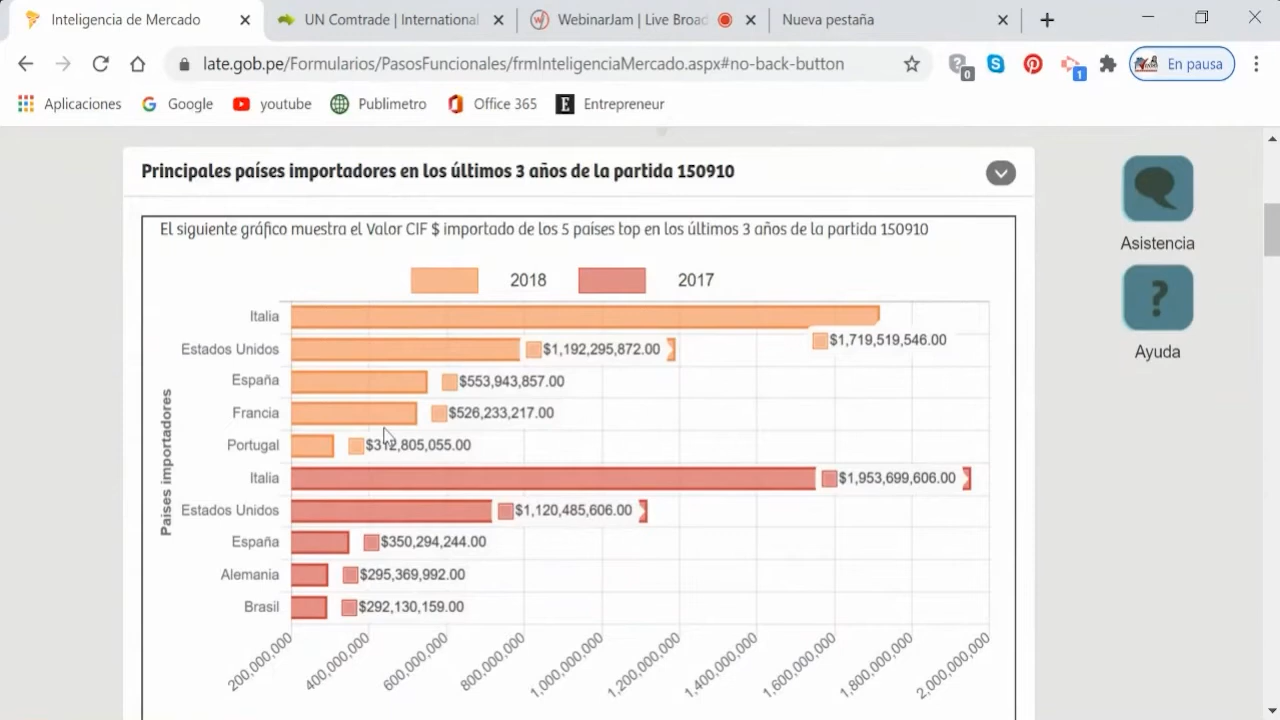 Inteligencia de Mercado
UN Comtrade | International
WebinarJam | Live Broad
Nueva pestaña
late.gob.pe/Formularios/PasosFuncionales/frmInteligenciaMercado.aspx#no-back-button
0
1
En pausa
Aplicaciones
Google
youtube
Publimetro
Office 365
E
Entrepreneur
Principales países importadores en los últimos 3 años de la partida 150910
El siguiente gráfico muestra el Valor CIF $ importado de los 5 países top en los últimos 3 años de la partida 150910
2018
2017
Italia
$1,719,519,546.00
Estados Unidos
$1,192,295,872.00
España
$553,943,857.00
Francia
$526,233,217.00
Portugal
$312,805,055.00
Italia
$1,953,699,606.00
Estados Unidos
$1,120,485,606.00
España
$350,294,244.00
Alemania
$295,369,992.00
Brasil
$292,130,159.00
Paises importadores
200,000,000
400,000,000
600,000,000
800,000,000
1,000,000,000
1,200,000,000
1,400,000,000
1,600,000,000
1,800,000,000
2,000,000,000
Asistencia
?
Ayuda